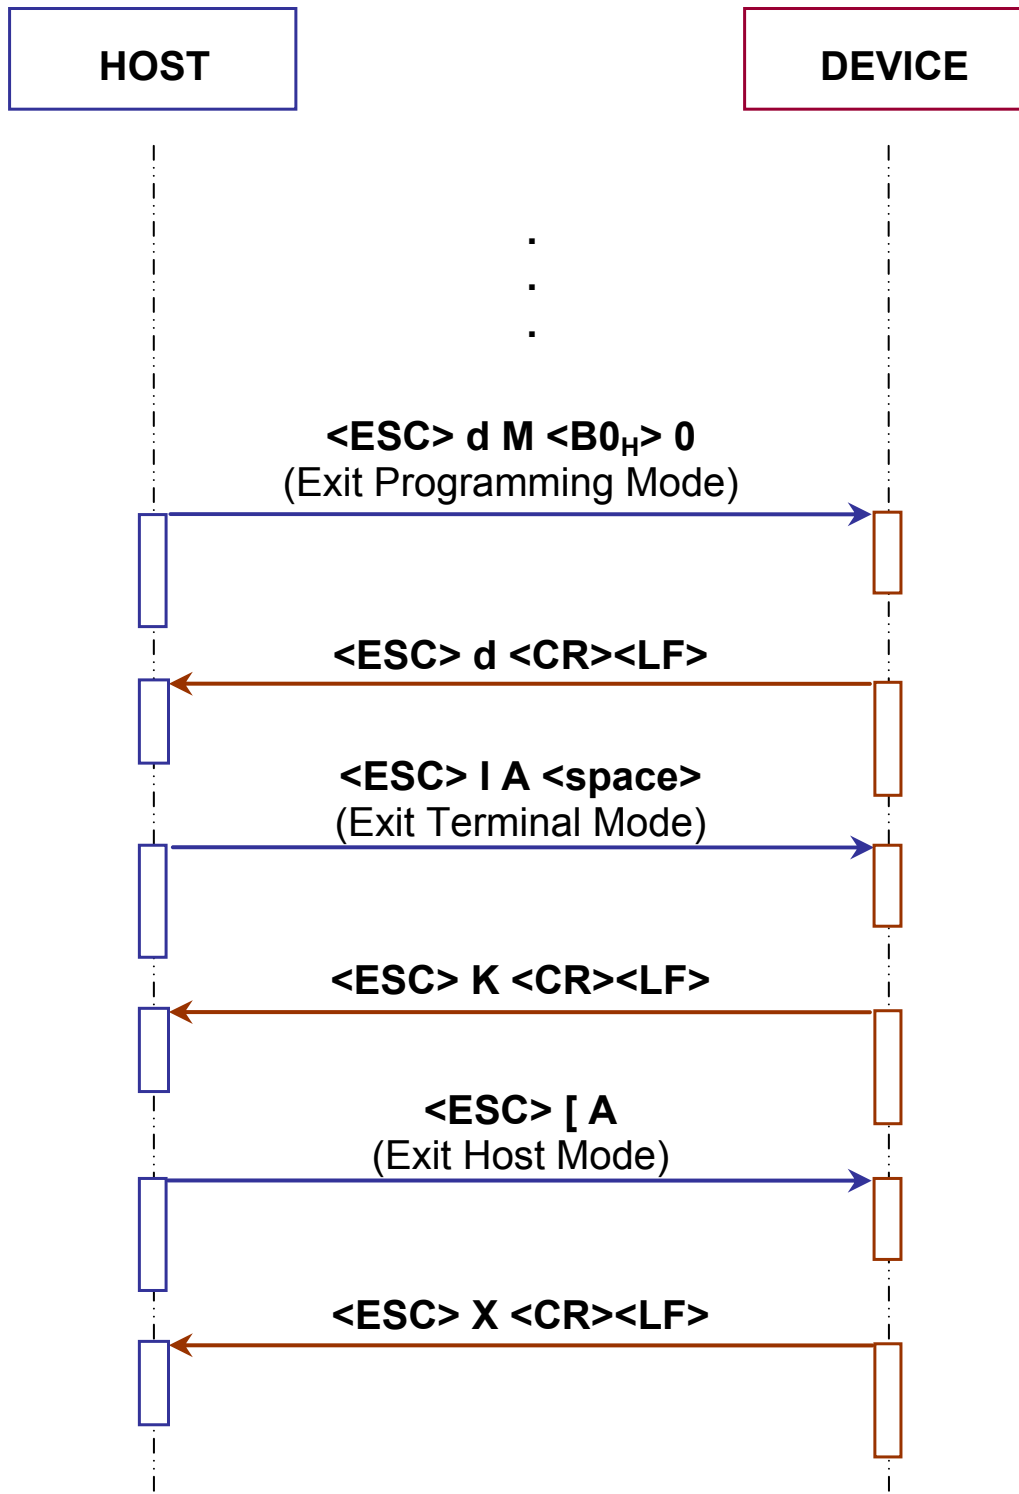 HOST
DEVICE
.
.
.
<ESC> d M <B0H> 0
(Exit Programming Mode)
<ESC> d <CR><LF>
<ESC> I A <space>
(Exit Terminal Mode)
<ESC> K <CR><LF>
<ESC> [ A
(Exit Host Mode)
<ESC> X <CR><LF>